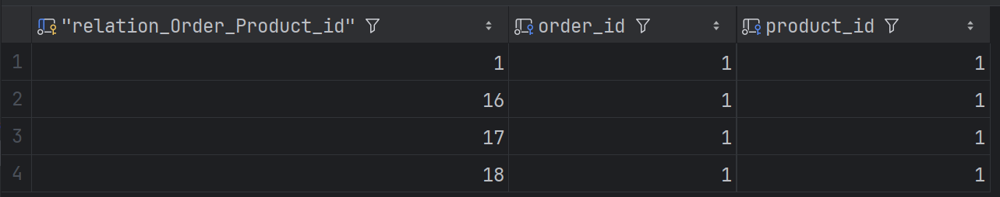 "relation_Order_Product_id" order_id product_id
1 1 1 1
2 16 1 1
3 17 1 1
4 18 1 1